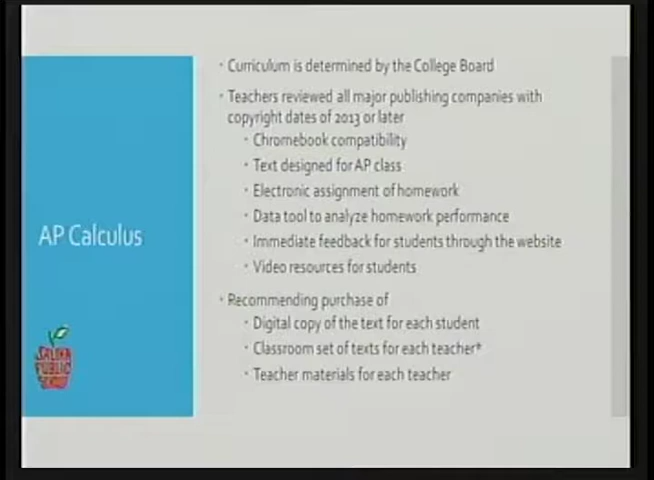 Curriculum is determined by the College Board
Teachers reviewed all major publishing companies with
copyright dates of 2013 or later
Chromebook compatibility
Text designed for AP class
Electronic assignment of homework
Data tool to analyze homework performance
Immediate feedback for students through the website
Video resources for students
Recommending purchase of
Digital copy of the text for each student
Classroom set of texts for each teacher*
Teacher materials for each teacher
AP Calculus
SALINA
PUBLIC